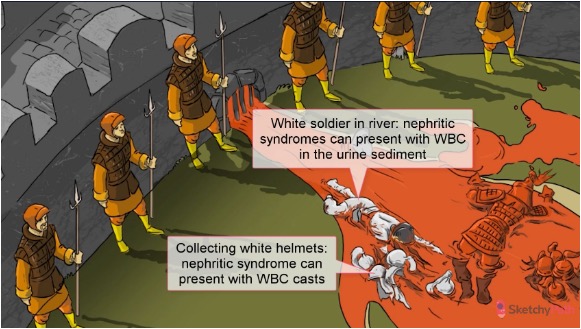 White soldier in river: nephritic
syndromes can present with WBC
in the urine sediment
Collecting white helmets:
nephritic syndrome can
present with WBC casts
Sketchy